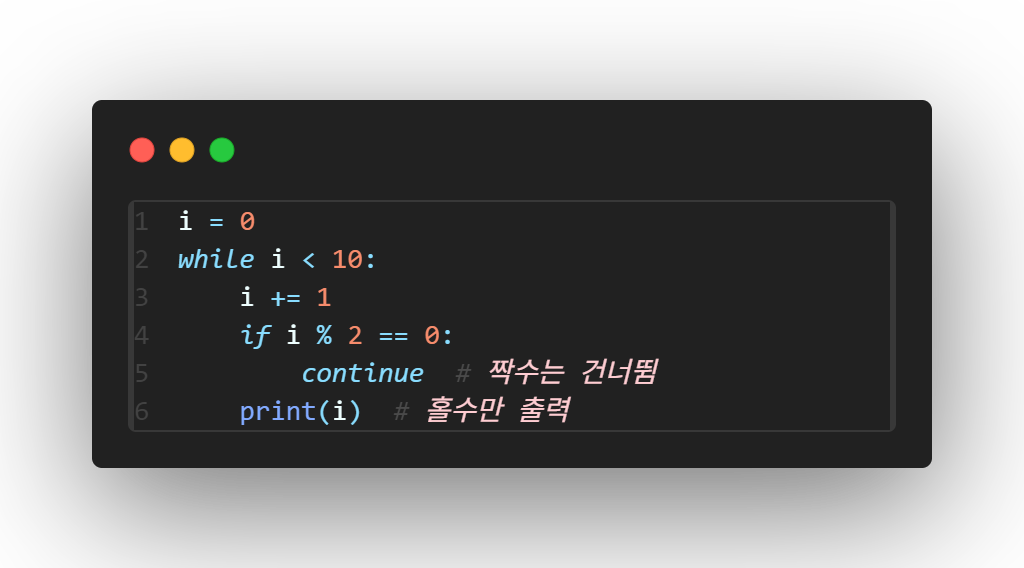 1 i = 0
2 while i < 10:
3     i += 1
4     if i % 2 == 0:
5         continue  # 짝수는 건너뜀
6     print(i)  # 홀수만 출력